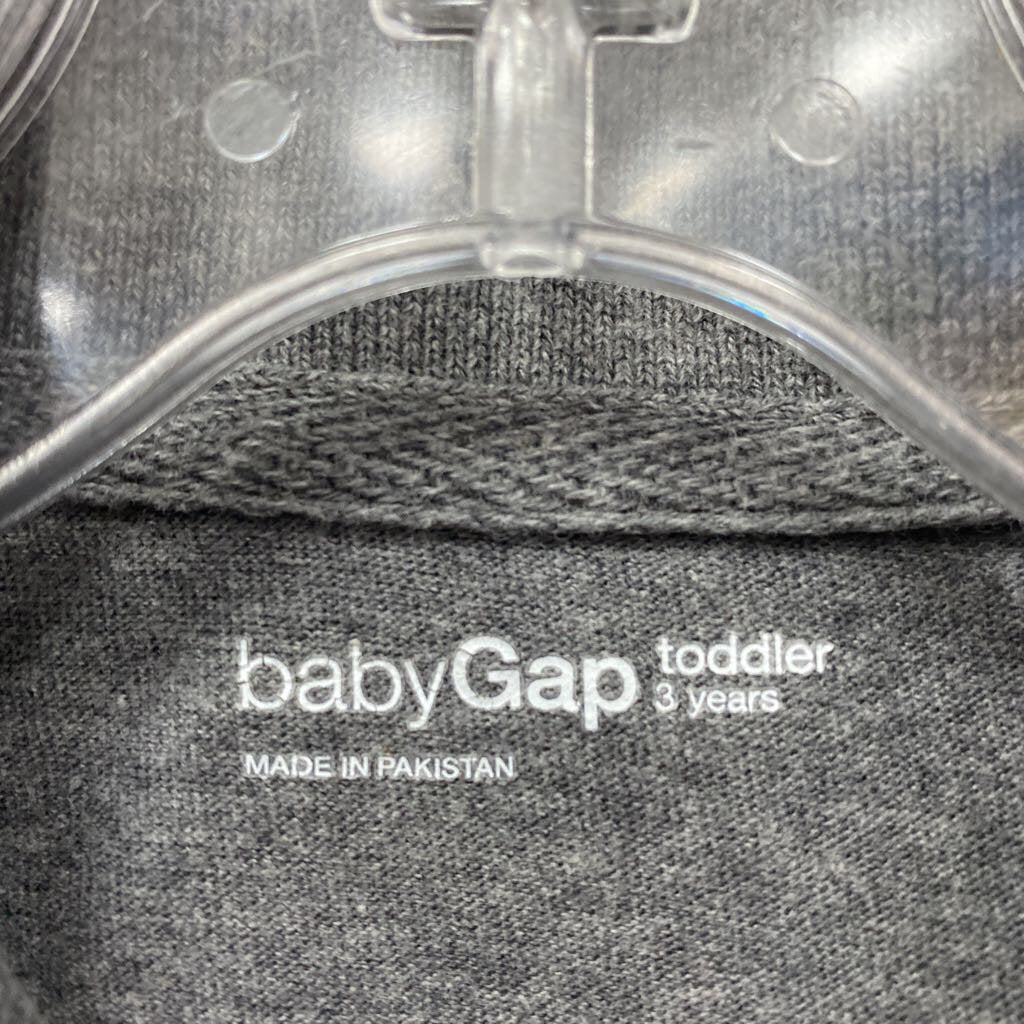 babyGap toddler
3 years
MADE IN PAKISTAN